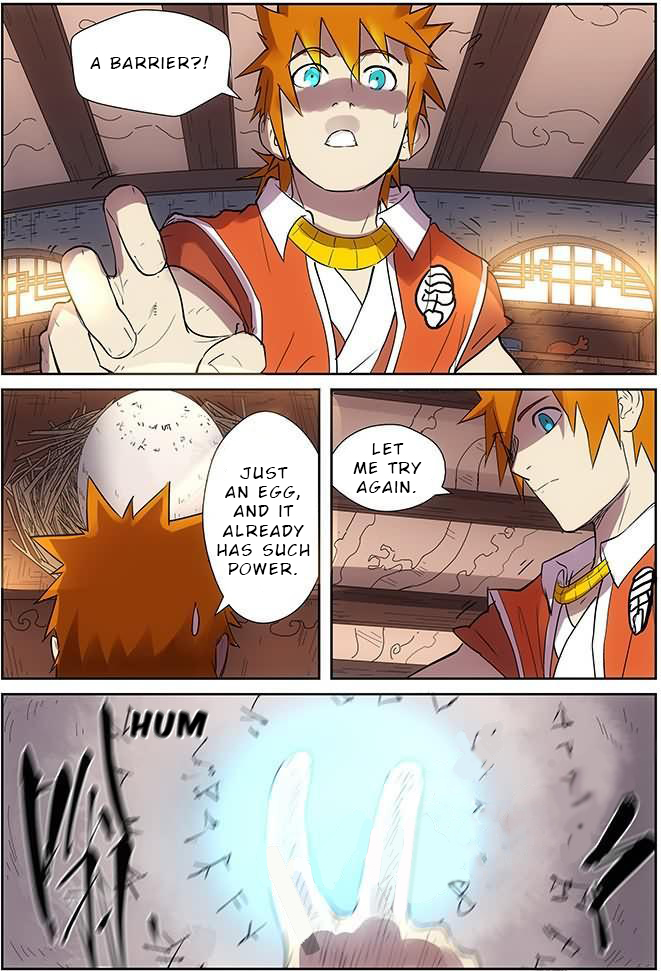 A BARRIER?!
JUST
AN EGG,
AND IT
ALREADY
HAS SUCH
POWER.
LET
ME TRY
AGAIN.
HUM